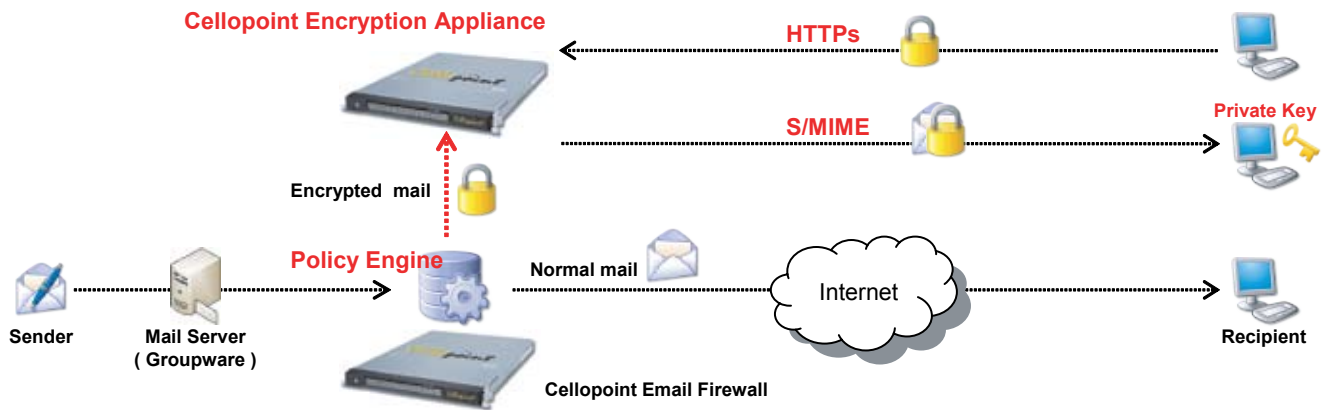 Cellopoint Encryption Appliance
HTTPs
S/MIME
Private Key
Encrypted mail
Policy Engine
Normal mail
Internet
Sender
Mail Server
( Groupware )
Recipient
Cellopoint Email Firewall